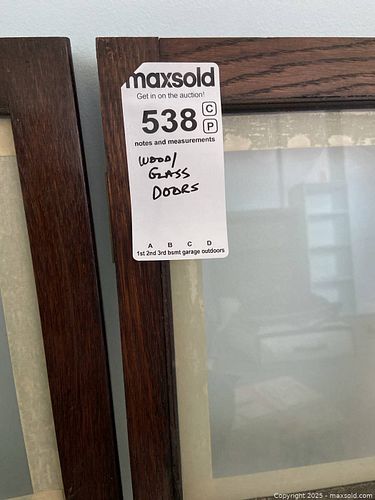 maxsold
Get in on the auction!
538 C
P
notes and measurements
WOOD/
GLASS
DOORS
A B C D
1st 2nd 3rd bsmt garage outdoors
Copyright 2025 - maxsold.com